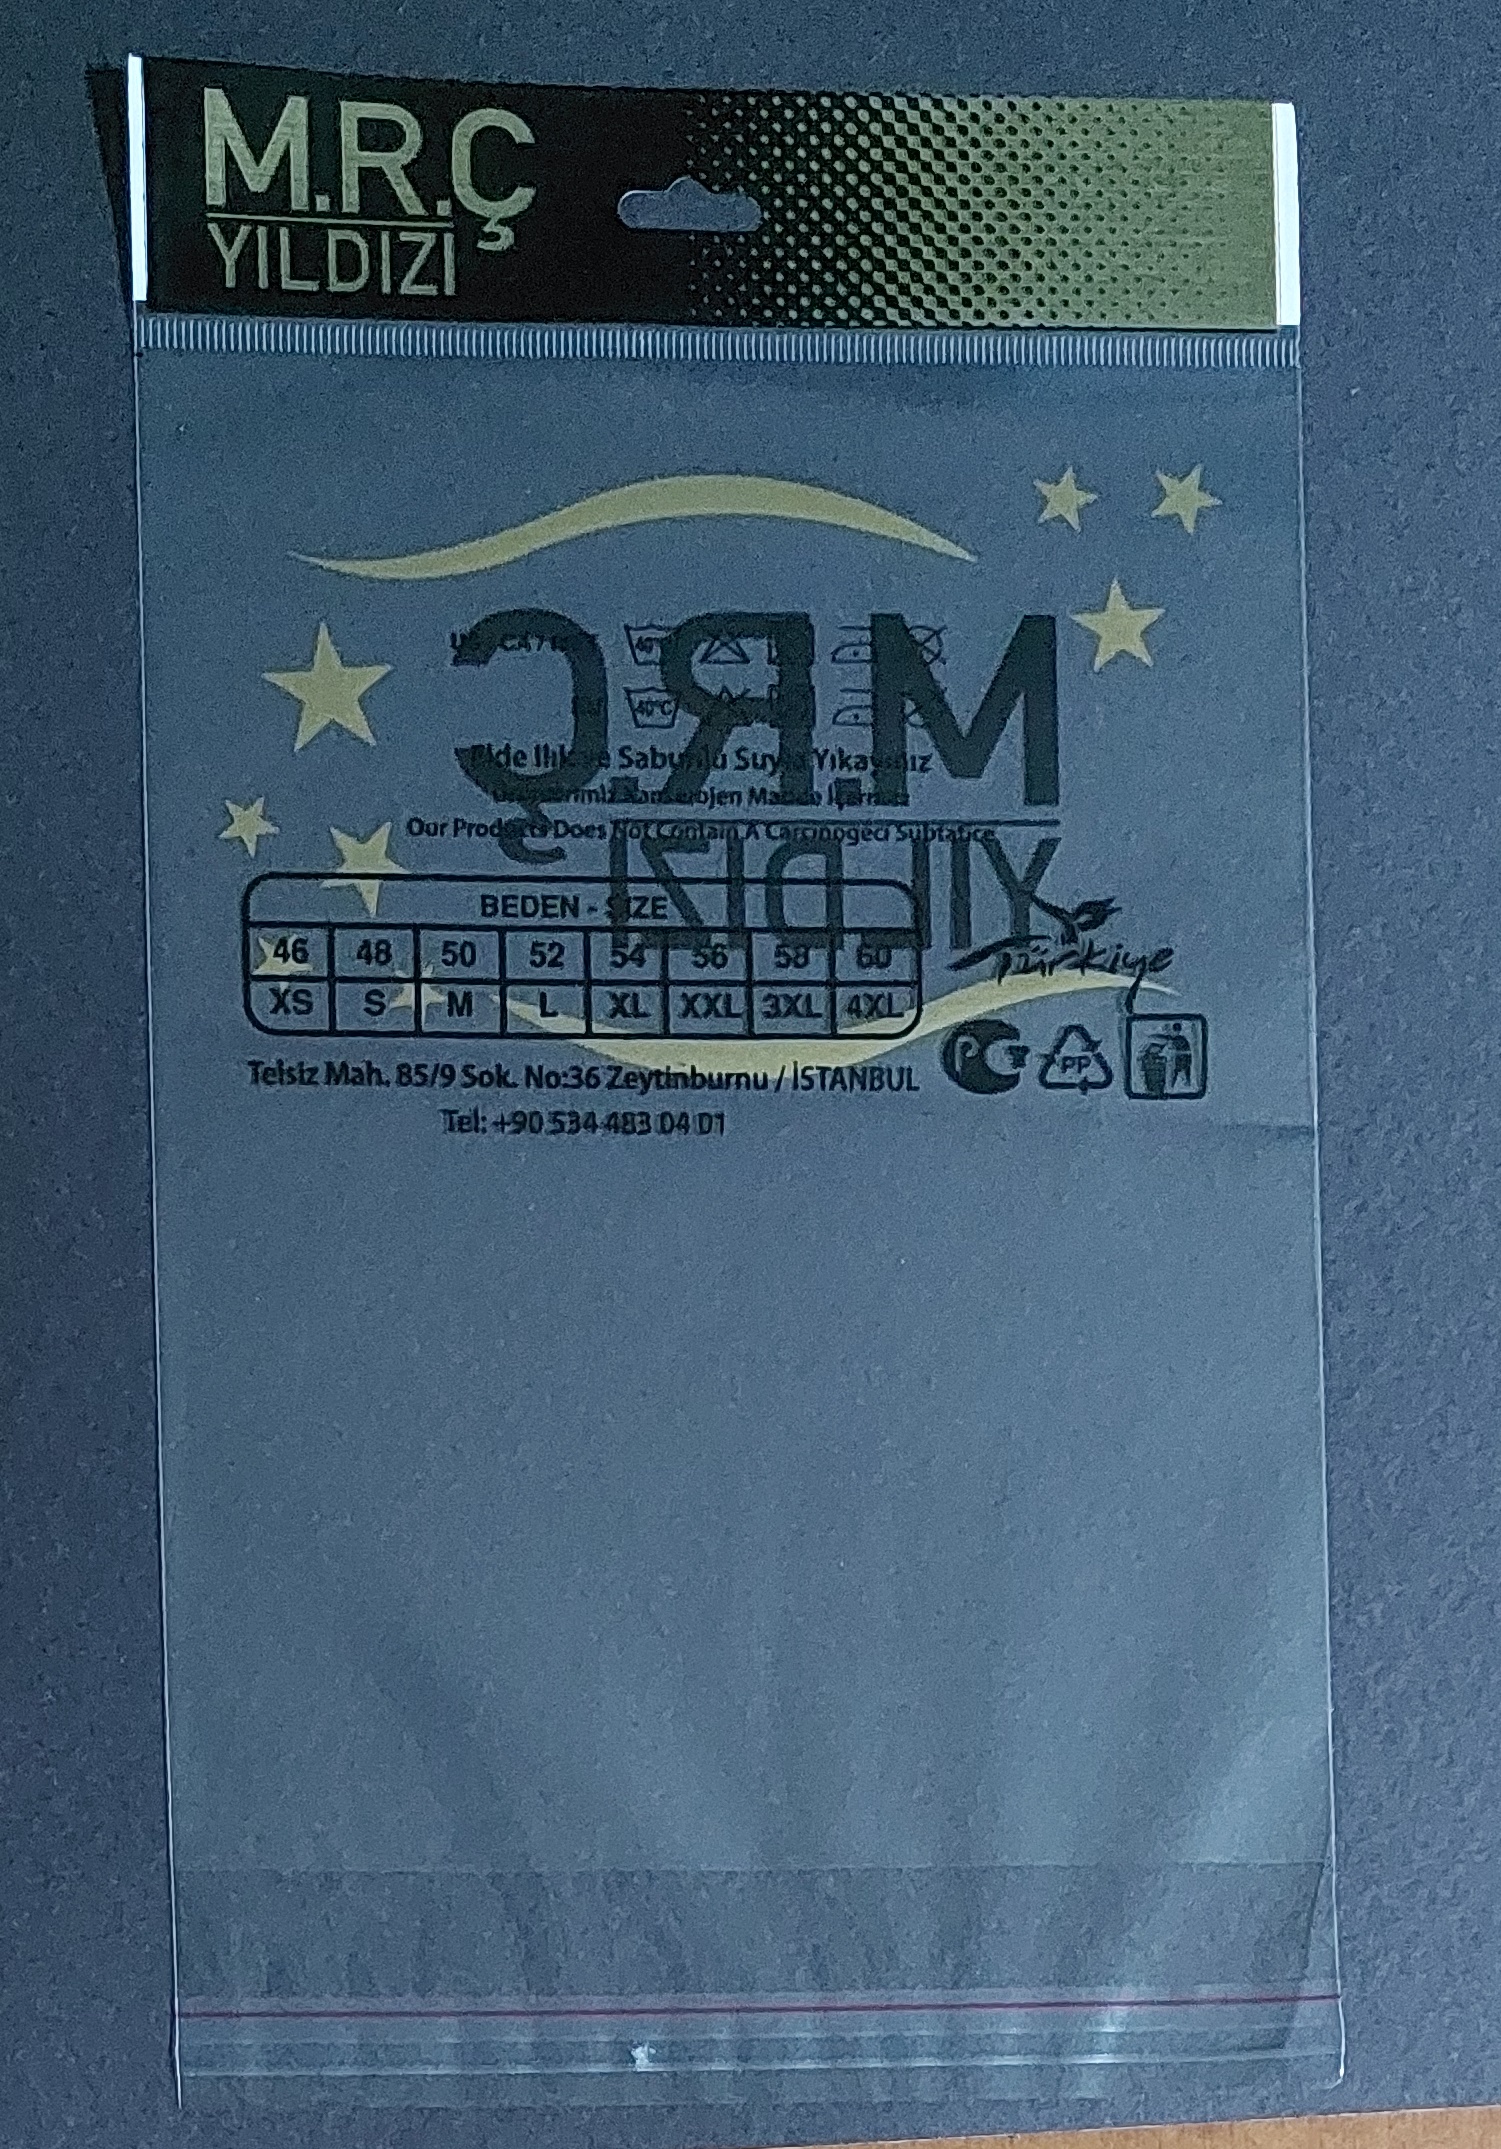 M.R.Ç
YILDIZI
M.R.Ç
YILDIZI
40°C
Elde Ilık ve Sabunlu Suyla Yıkayınız
Our Products Does Not Contain A Carcinogeci Subtatice
BEDEN - SIZE
46 48 50 52 54 56 58 60
XS S M L XL XXL 3XL 4XL
Türkiye
Telsiz Mah. 85/9 Sok. No:36 Zeytinburnu / İSTANBUL
PP
Tel: +90 534 483 04 01